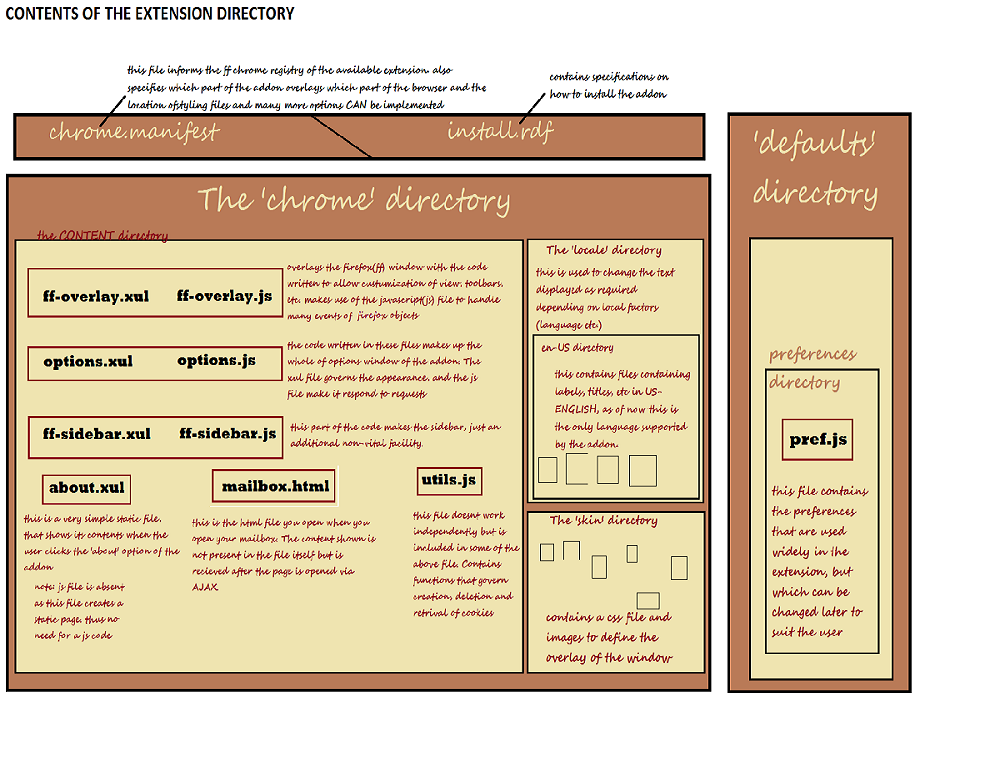 CONTENTS OF THE EXTENSION DIRECTORY
this file informs the ff chrome registry of the available extension. also
specifies which part of the addon overlays which part of the browser and the
location ofstyling files and many more options CAN be implemented
contains specifications on
how to install the addon
chrome.manifest
install.rdf
The 'chrome' directory
the CONTENT directory
ff-overlay.xul
ff-overlay.js
overlays the firefox(ff) window with the code
written to allow custumization of view, toolbars,
etc. makes use of the javascript(js) file to handle
many events of firefox objects
options.xul
options.js
the code written in these files makes up the
whole of options window of the addon. The
xul file governs the appearance, and the js
file make it respond to requests
ff-sidebar.xul
ff-sidebar.js
this part of the code makes the sidebar, just an
additional non-vital facility.
about.xul
this is a very simple static file,
that shows its contents when the
user clicks the 'about' option of the
addon
note: js file is absent
as this file creates a
static page, thus no
need for a js code
mailbox.html
this is the html file you open when you
open your mailbox. The content shown is
not present in the file itself but is
recieved after the page is opened via
AJAX.
utils.js
this file doesnt work
independently but is
included in some of the
above file. Contains
functions that govern
creation, deletion and
retrival of cookies
The 'locale' directory
this is used to change the text
displayed as required
depending on local factors
(language etc.)
en-US directory
this contains files containing
labels, titles, etc in US-
ENGLISH, as of now this is
the only language supported
by the addon.
The 'skin' directory
contains a css file and
images to define the
overlay of the window
'defaults'
directory
preferences
directory
pref.js
this file contains
the preferences
that are used
widely in the
extension, but
which can be
changed later to
suit the user